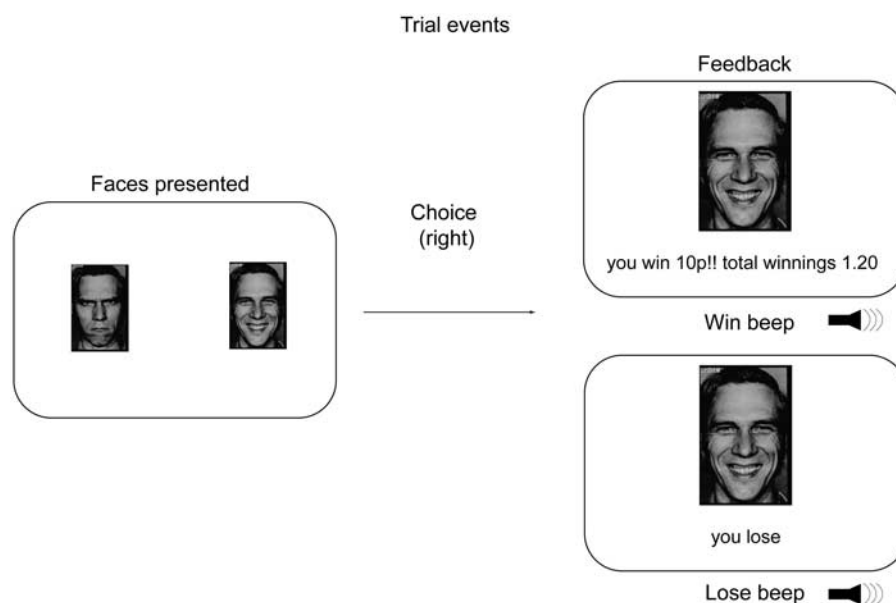 Trial events
Faces presented
Choice
(right)
Feedback
you win 10p!! total winnings 1.20
Win beep
you lose
Lose beep